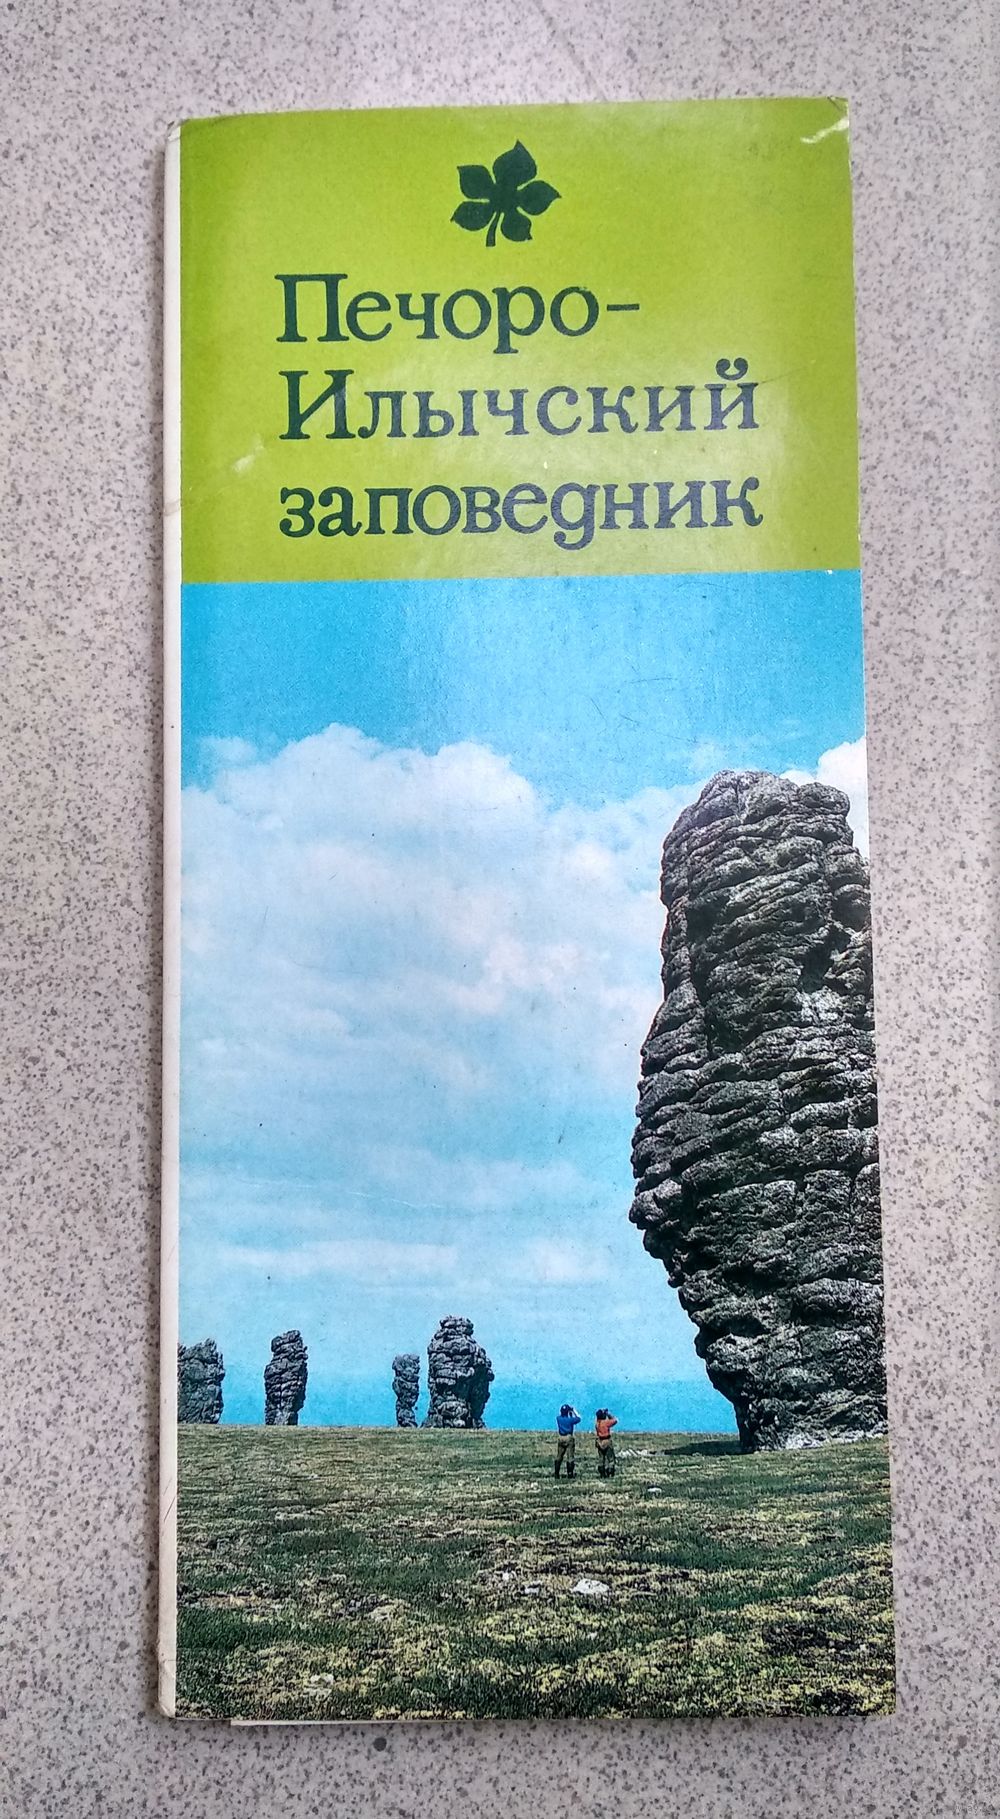 Печоро-
Илычский
заповедник